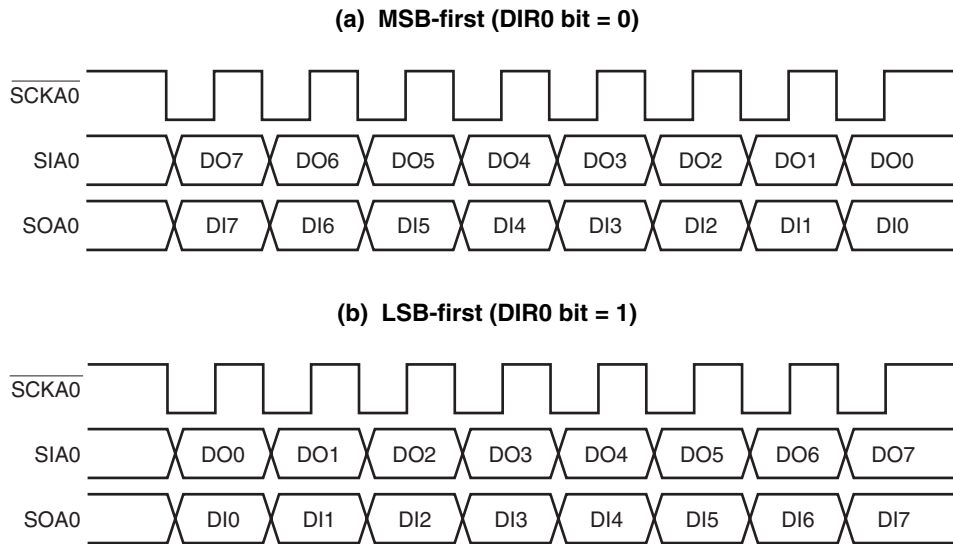 (a) MSB-first (DIR0 bit = 0)
SCKA0
SIA0 DO7 DO6 DO5 DO4 DO3 DO2 DO1 DO0
SOA0 DI7 DI6 DI5 DI4 DI3 DI2 DI1 DI0
(b) LSB-first (DIR0 bit = 1)
SCKA0
SIA0 DO0 DO1 DO2 DO3 DO4 DO5 DO6 DO7
SOA0 DI0 DI1 DI2 DI3 DI4 DI5 DI6 DI7